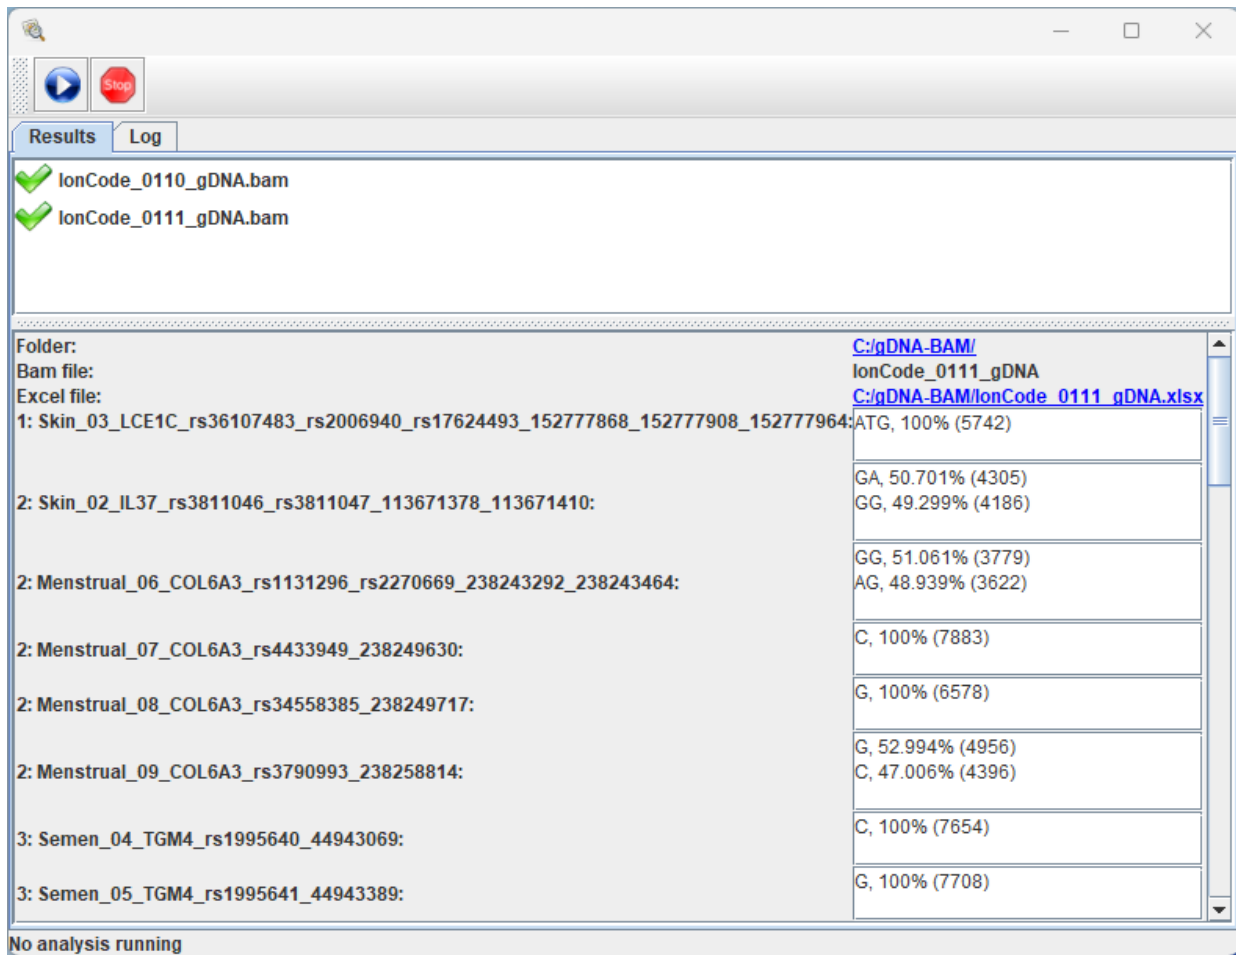 Stop
Results Log
IonCode_0110_gDNA.bam
IonCode_0111_gDNA.bam
Folder: C:/gDNA-BAM/
Bam file: IonCode_0111_gDNA
Excel file: C:/gDNA-BAM/IonCode_0111_gDNA.xlsx
1: Skin_03_LCE1C_rs36107483_rs2006940_rs17624493_152777868_152777908_152777964: ATG, 100% (5742)
GA, 50.701% (4305)
2: Skin_02_IL37_rs3811046_rs3811047_113671378_113671410: GG, 49.299% (4186)
GG, 51.061% (3779)
2: Menstrual_06_COL6A3_rs1131296_rs2270669_238243292_238243464: AG, 48.939% (3622)
2: Menstrual_07_COL6A3_rs4433949_238249630: C, 100% (7883)
2: Menstrual_08_COL6A3_rs34558385_238249717: G, 100% (6578)
G, 52.994% (4956)
2: Menstrual_09_COL6A3_rs3790993_238258814: C, 47.006% (4396)
3: Semen_04_TGM4_rs1995640_44943069: C, 100% (7654)
3: Semen_05_TGM4_rs1995641_44943389: G, 100% (7708)
No analysis running